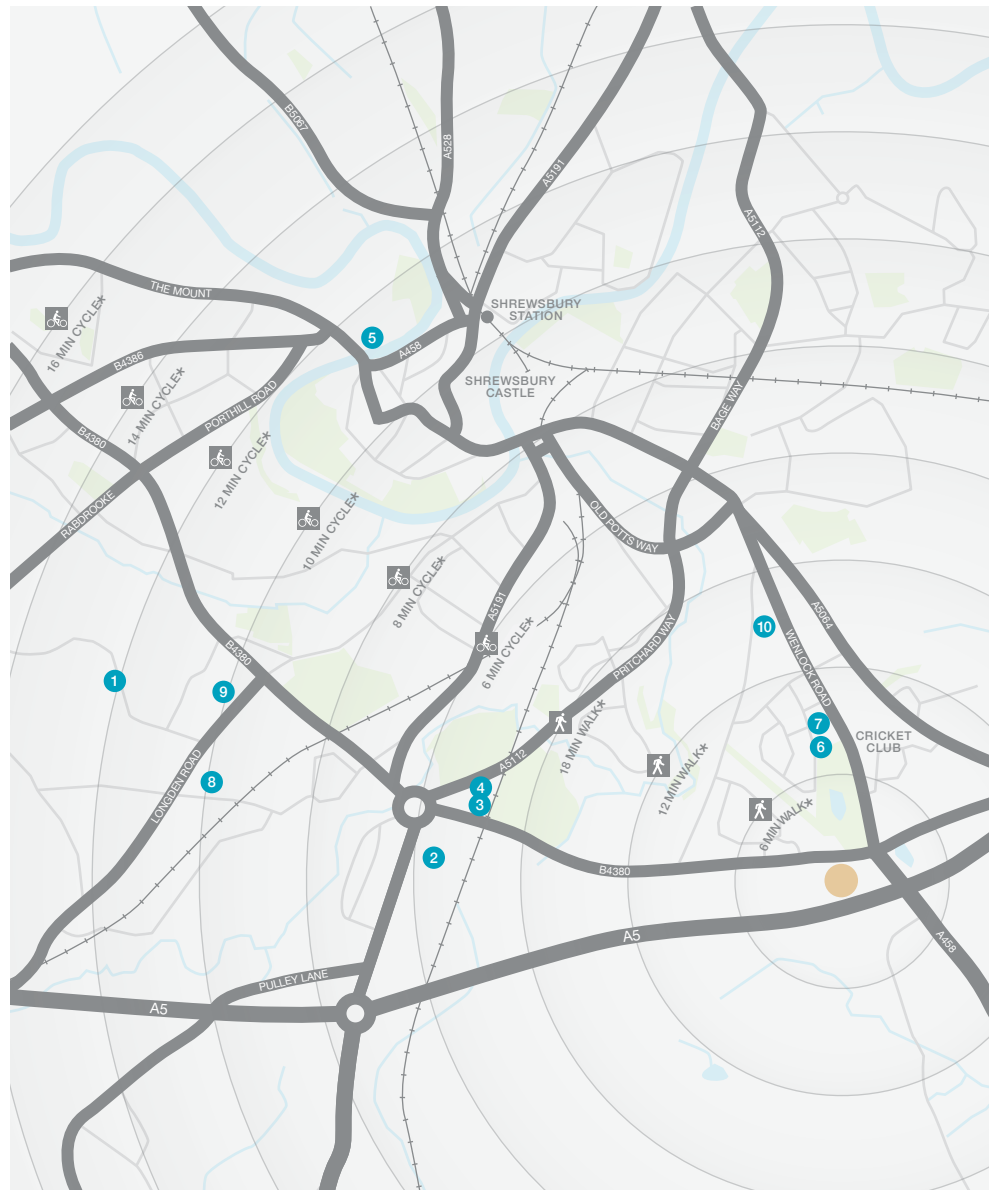 B5067
A528
A5191
A5112
THE MOUNT
SHREWSBURY
STATION
16 MIN CYCLE*
5
A458
B4386
SHREWSBURY
CASTLE
14 MIN CYCLE*
PORTHILL ROAD
BAGE WAY
B4380
12 MIN CYCLE*
RABDROOKE
10 MIN CYCLE*
OLD POTTS WAY
8 MIN CYCLE*
A5191
A5064
10
B4380
6 MIN CYCLE*
PRITCHARD WAY
WENLOCK ROAD
1
9
7
6
CRICKET
CLUB
18 MIN WALK*
A5112
12 MIN WALK*
LONGDEN ROAD
8
4
3
6 MIN WALK*
2
B4380
A5
A458
PULLEY LANE
A5